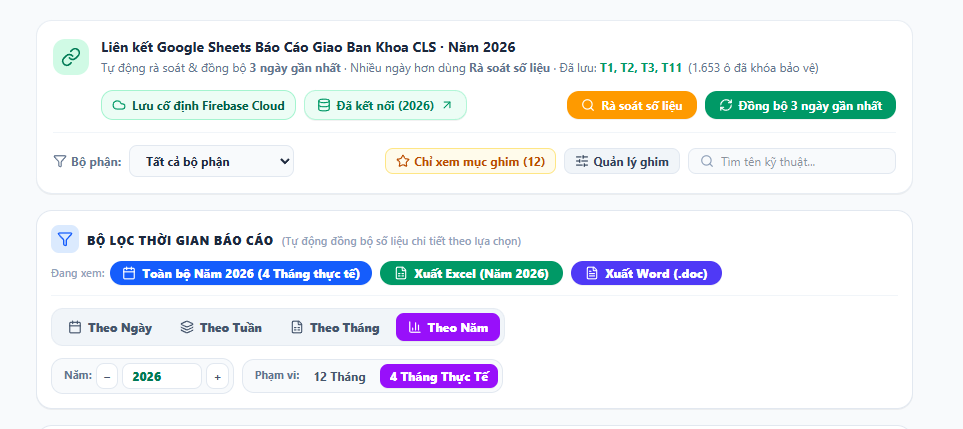 Liên kết Google Sheets Báo Cáo Giao Ban Khoa CLS · Năm 2026
Tự động rà soát & đồng bộ 3 ngày gần nhất · Nhiều ngày hơn dùng Rà soát số liệu · Đã lưu: T1, T2, T3, T11 (1.653 ô đã khóa bảo vệ)
Lưu cố định Firebase Cloud Đã kết nối (2026) Rà soát số liệu Đồng bộ 3 ngày gần nhất
Bộ phận: Tất cả bộ phận Chỉ xem mục ghim (12) Quản lý ghim Tìm tên kỹ thuật...
BỘ LỌC THỜI GIAN BÁO CÁO (Tự động đồng bộ số liệu chi tiết theo lựa chọn)
Đang xem: Toàn bộ Năm 2026 (4 Tháng thực tế) Xuất Excel (Năm 2026) Xuất Word (.doc)
Theo Ngày Theo Tuần Theo Tháng Theo Năm
Năm: − 2026 + Phạm vi: 12 Tháng 4 Tháng Thực Tế